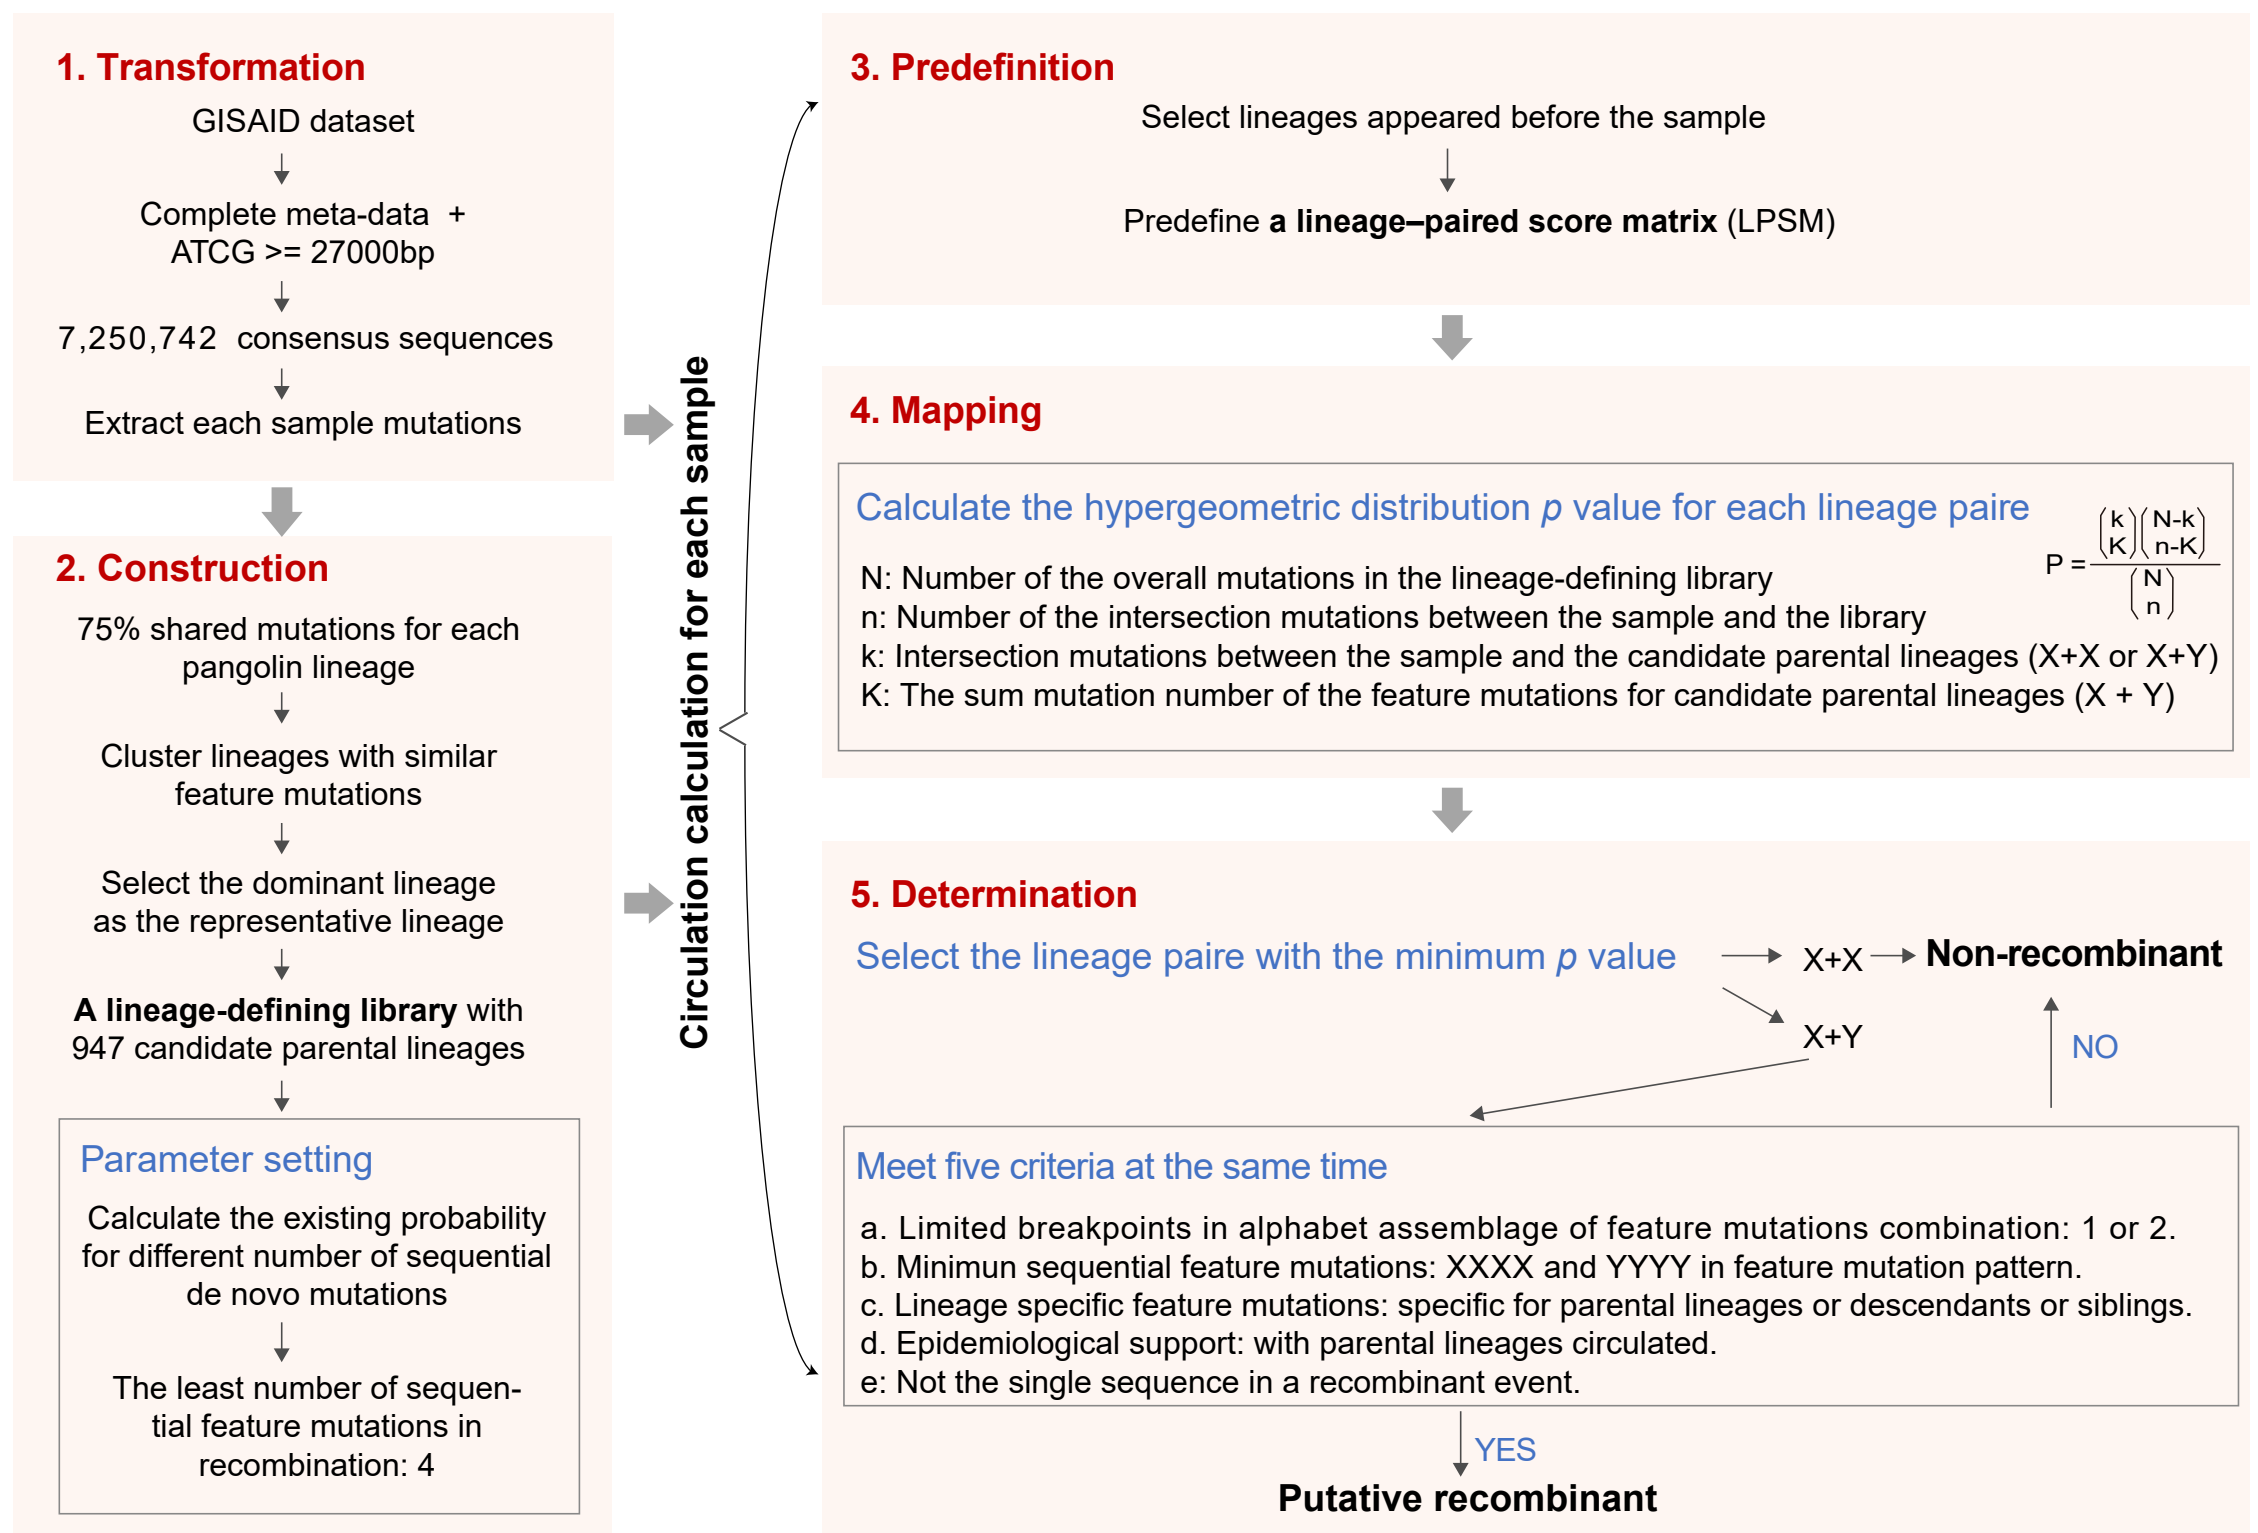 1. Transformation
GISAID dataset
Complete meta-data +
ATCG >= 27000bp
7,250,742 consensus sequences
Extract each sample mutations
2. Construction
75% shared mutations for each
pangolin lineage
Cluster lineages with similar
feature mutations
Select the dominant lineage
as the representative lineage
A lineage-defining library with
947 candidate parental lineages
Parameter setting
Calculate the existing probability
for different number of sequential
de novo mutations
The least number of sequen-
tial feature mutations in
recombination: 4
Circulation calculation for each sample
3. Predefinition
Select lineages appeared before the sample
Predefine a lineage–paired score matrix (LPSM)
4. Mapping
Calculate the hypergeometric distribution p value for each lineage paire
P = (k K)(N-k n-K) / (N n)
N: Number of the overall mutations in the lineage-defining library
n: Number of the intersection mutations between the sample and the library
k: Intersection mutations between the sample and the candidate parental lineages (X+X or X+Y)
K: The sum mutation number of the feature mutations for candidate parental lineages (X + Y)
5. Determination
Select the lineage paire with the minimum p value
X+X
Non-recombinant
X+Y
NO
Meet five criteria at the same time
a. Limited breakpoints in alphabet assemblage of feature mutations combination: 1 or 2.
b. Minimun sequential feature mutations: XXXX and YYYY in feature mutation pattern.
c. Lineage specific feature mutations: specific for parental lineages or descendants or siblings.
d. Epidemiological support: with parental lineages circulated.
e: Not the single sequence in a recombinant event.
YES
Putative recombinant